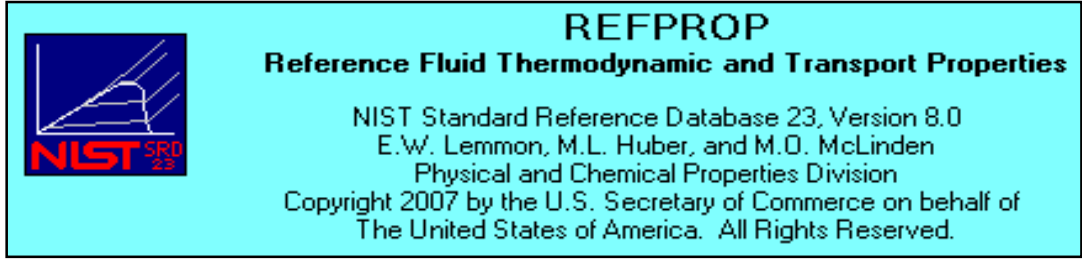 REFPROP
Reference Fluid Thermodynamic and Transport Properties
NIST Standard Reference Database 23, Version 8.0
E.W. Lemmon, M.L. Huber, and M.O. McLinden
Physical and Chemical Properties Division
Copyright 2007 by the U.S. Secretary of Commerce on behalf of
The United States of America.  All Rights Reserved.
NIST SRD
23